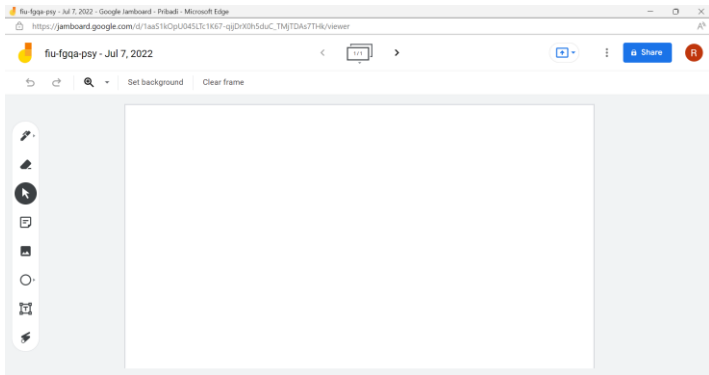 fiu-fgqa-psy - Jul 7, 2022 - Google Jamboard - Pribadi - Microsoft Edge
https://jamboard.google.com/d/1aaS1kOpU045LTc1K67-qijDrX0h5duC_TMjTDAs7THk/viewer
fiu-fgqa-psy - Jul 7, 2022
1/1
Share
R
Set background
Clear frame